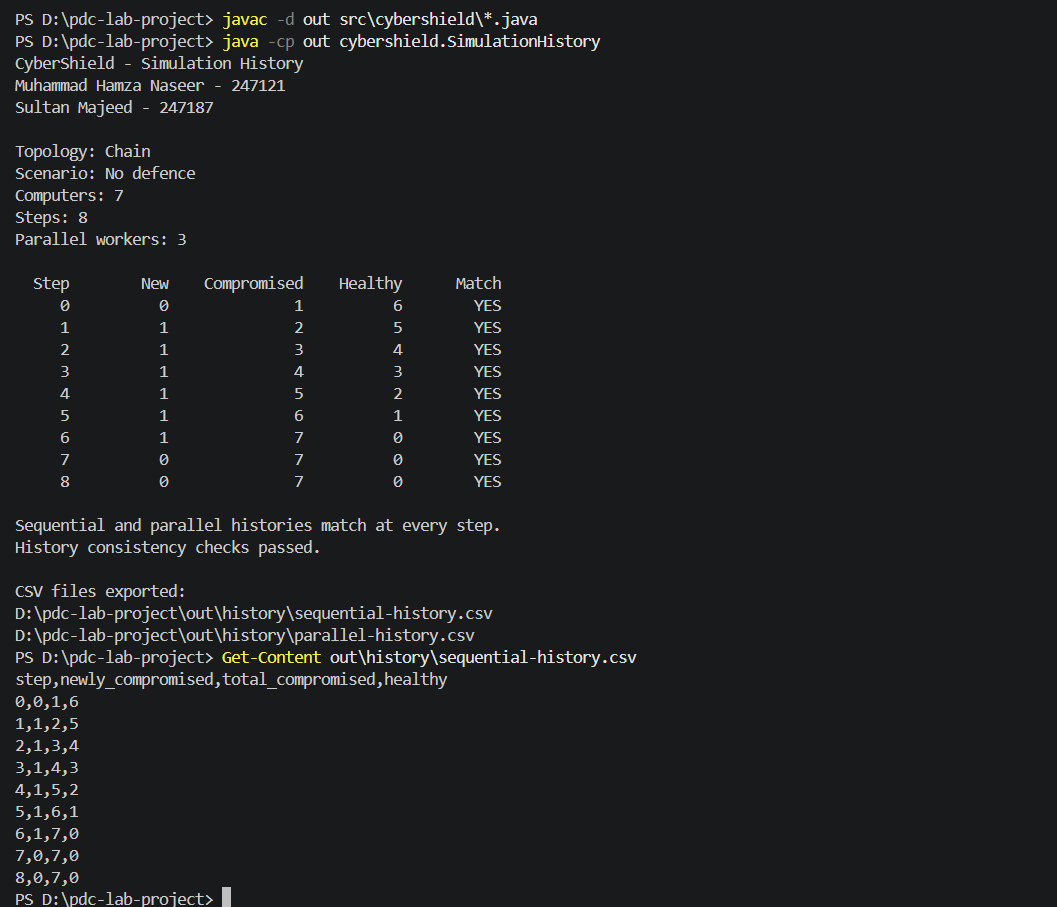 PS D:\pdc-lab-project> javac -d out src\cybershield\*.java
PS D:\pdc-lab-project> java -cp out cybershield.SimulationHistory
CyberShield - Simulation History
Muhammad Hamza Naseer - 247121
Sultan Majeed - 247187
Topology: Chain
Scenario: No defence
Computers: 7
Steps: 8
Parallel workers: 3
Step New Compromised Healthy Match
0 0 1 6 YES
1 1 2 5 YES
2 1 3 4 YES
3 1 4 3 YES
4 1 5 2 YES
5 1 6 1 YES
6 1 7 0 YES
7 0 7 0 YES
8 0 7 0 YES
Sequential and parallel histories match at every step.
History consistency checks passed.
CSV files exported:
D:\pdc-lab-project\out\history\sequential-history.csv
D:\pdc-lab-project\out\history\parallel-history.csv
PS D:\pdc-lab-project> Get-Content out\history\sequential-history.csv
step,newly_compromised,total_compromised,healthy
0,0,1,6
1,1,2,5
2,1,3,4
3,1,4,3
4,1,5,2
5,1,6,1
6,1,7,0
7,0,7,0
8,0,7,0
PS D:\pdc-lab-project>